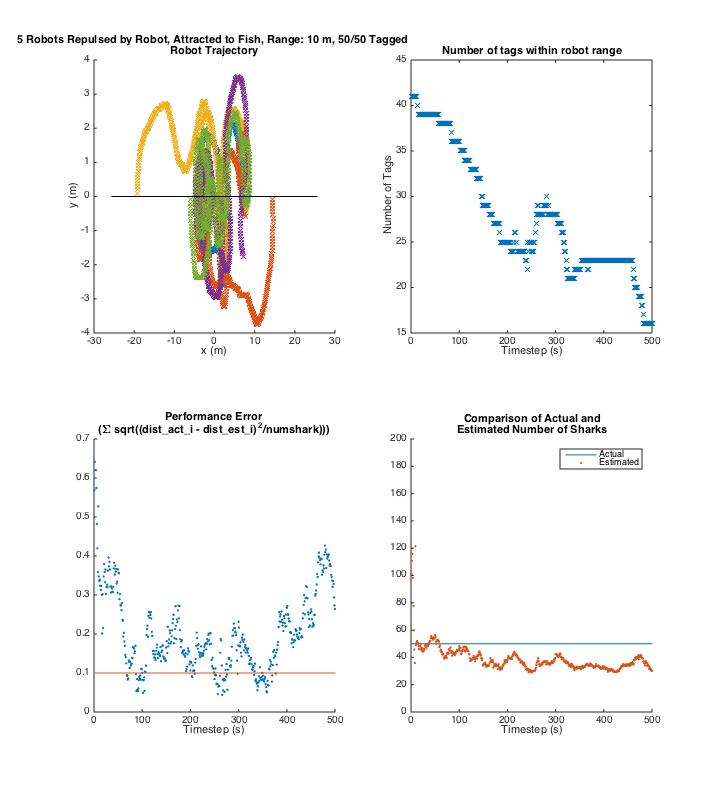 5 Robots Repulsed by Robot, Attracted to Fish, Range: 10 m, 50/50 Tagged
Robot Trajectory
4
3
2
1
0
-1
-2
-3
-4
y (m)
-30 -20 -10 0 10 20 30
x (m)
Number of tags within robot range
45
40
35
30
25
20
15
Number of Tags
0 100 200 300 400 500
Timestep (s)
Performance Error
(Σ sqrt((dist_act_i - dist_est_i)²/numshark)))
0.7
0.6
0.5
0.4
0.3
0.2
0.1
0
0 100 200 300 400 500
Timestep (s)
Comparison of Actual and
Estimated Number of Sharks
200
180
160
140
120
100
80
60
40
20
0
Actual
Estimated
0 100 200 300 400 500
Timestep (s)